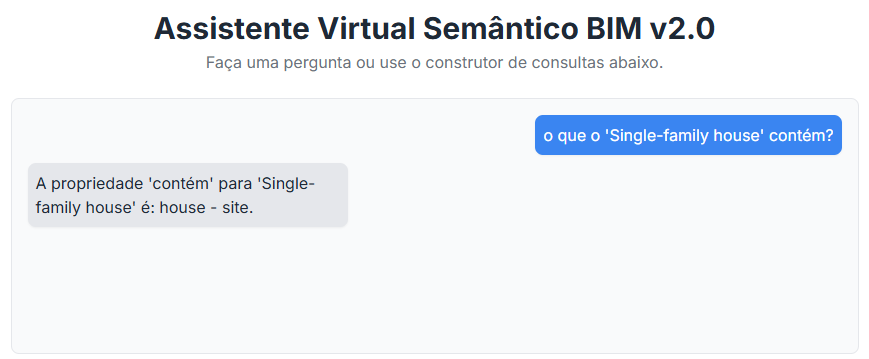 Assistente Virtual Semântico BIM v2.0
Faça uma pergunta ou use o construtor de consultas abaixo.
o que o 'Single-family house' contém?
A propriedade 'contém' para 'Single-
family house' é: house - site.